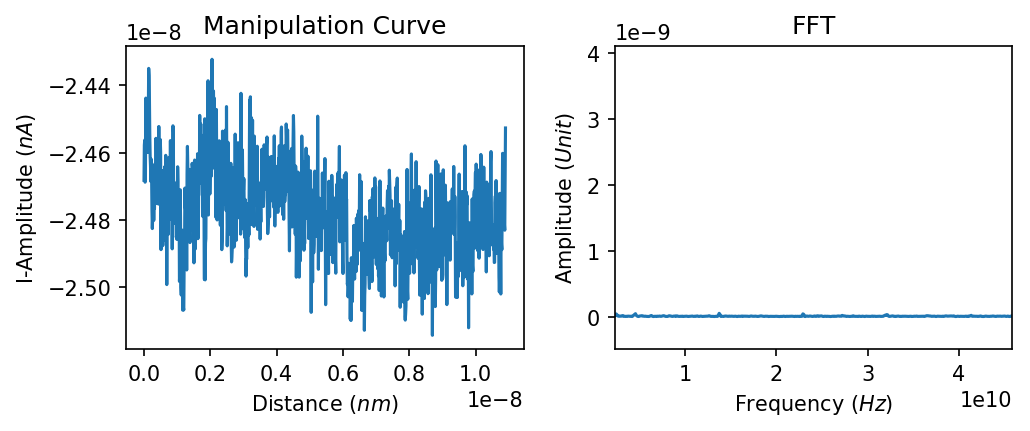 Manipulation Curve
1e−8
−2.44
−2.46
−2.48
−2.50
I-Amplitude (nA)
0.0 0.2 0.4 0.6 0.8 1.0
1e−8
Distance (nm)
FFT
1e−9
4
3
2
1
0
Amplitude (Unit)
1 2 3 4
1e10
Frequency (Hz)